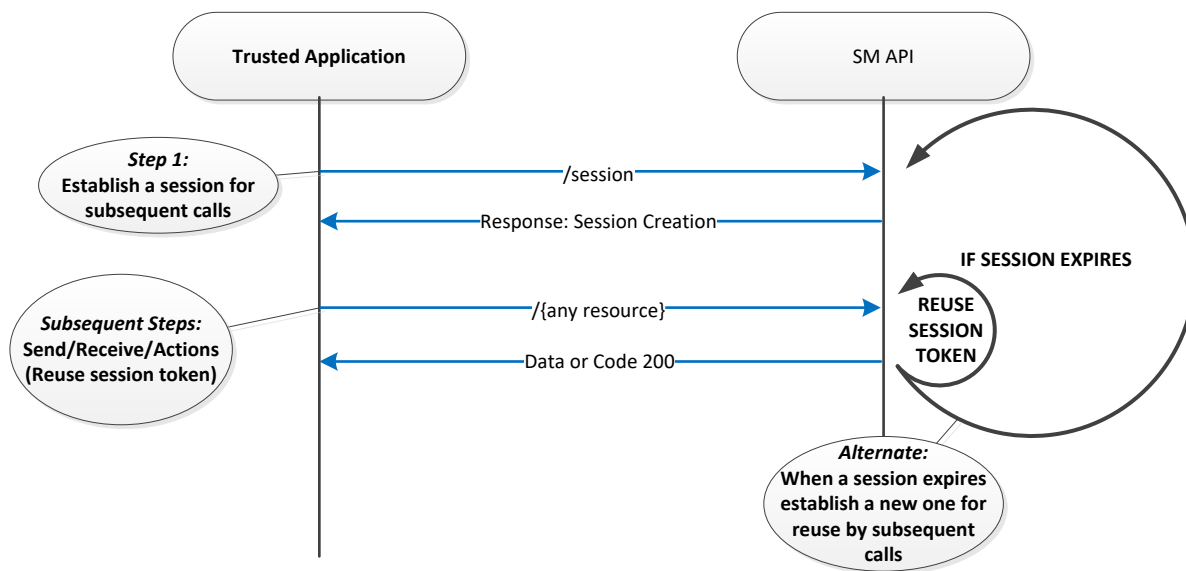 Trusted Application
SM API
Step 1:
Establish a session for
subsequent calls
/session
Response: Session Creation
IF SESSION EXPIRES
Subsequent Steps:
Send/Receive/Actions
(Reuse session token)
/{any resource}
REUSE
SESSION
TOKEN
Data or Code 200
Alternate:
When a session expires
establish a new one for
reuse by subsequent
calls